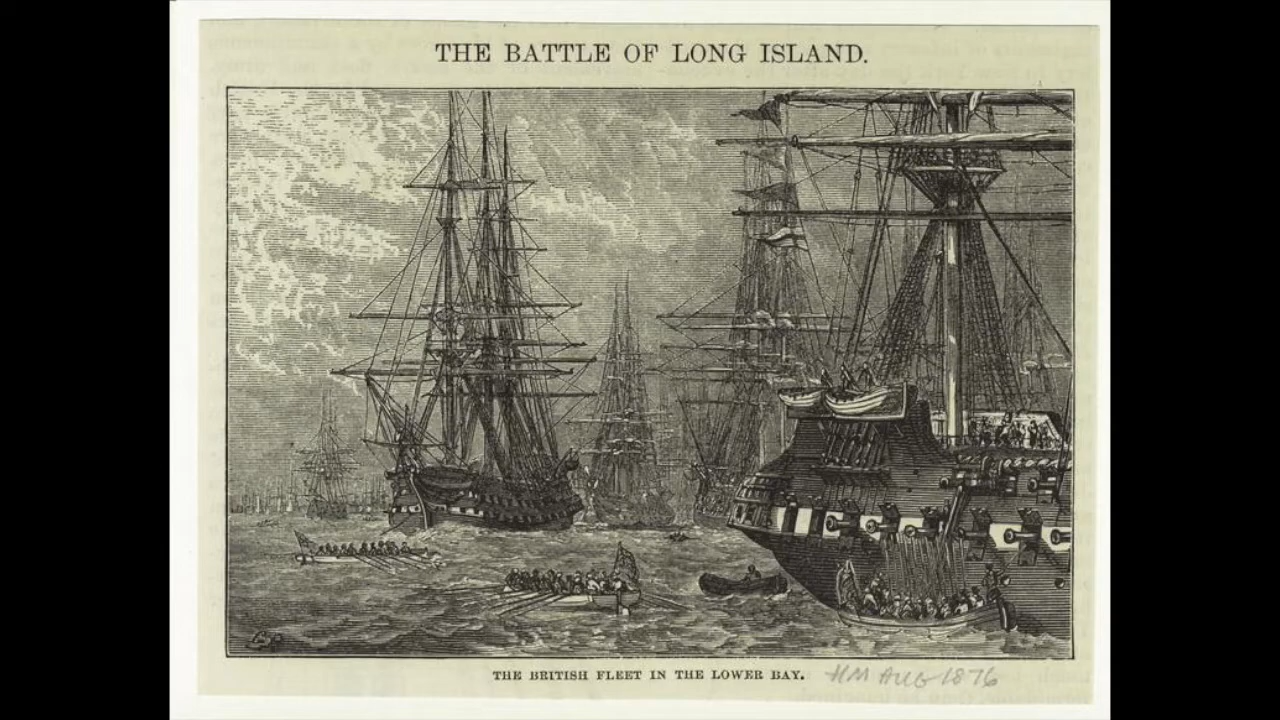 THE BATTLE OF LONG ISLAND.
THE BRITISH FLEET IN THE LOWER BAY.
HM AUG 1876